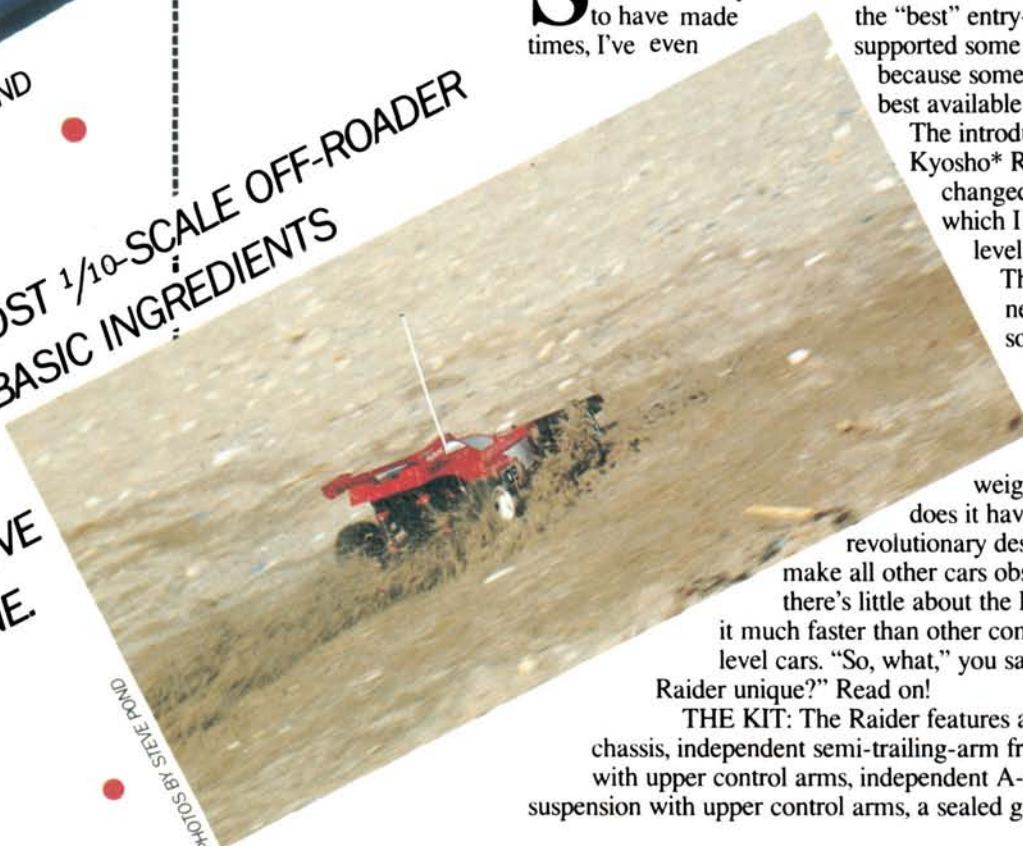 ND
OST 1/10-SCALE OFF-ROADER
BASIC INGREDIENTS
VE
E.
PHOTOS BY STEVE POND
S
to have made
times, I've even
the “best” entry-
supported some
because some
best available
The introdu
Kyosho* R
changed
which I
level
Th
ne
so
weig
does it hav
revolutionary des
make all other cars obs
there's little about the
it much faster than other con
level cars. “So, what,” you sa
Raider unique?” Read on!
THE KIT: The Raider features a
chassis, independent semi-trailing-arm fr
with upper control arms, independent A-
suspension with upper control arms, a sealed g